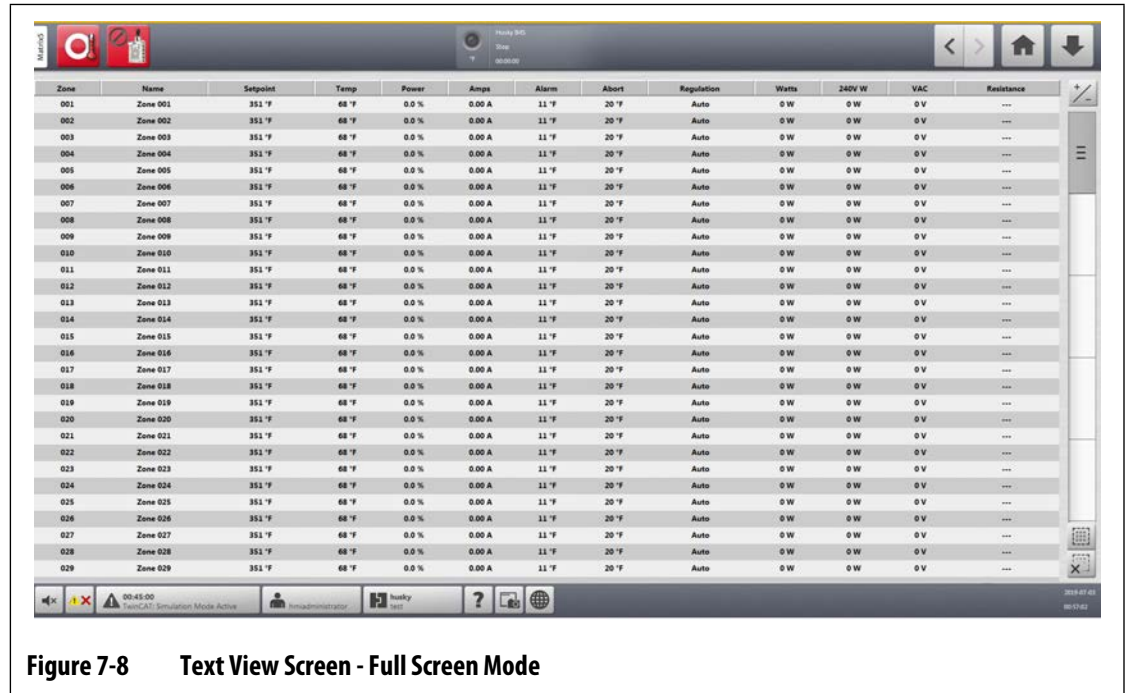 Matrix5
Husky IHS
Stop
00:00:00
Zone Name Setpoint Temp Power Amps Alarm Abort Regulation Watts 240V W VAC Resistance
001 Zone 001 351 °F 68 °F 0.0 % 0.00 A 11 °F 20 °F Auto 0 W 0 W 0 V ---
002 Zone 002 351 °F 68 °F 0.0 % 0.00 A 11 °F 20 °F Auto 0 W 0 W 0 V ---
003 Zone 003 351 °F 68 °F 0.0 % 0.00 A 11 °F 20 °F Auto 0 W 0 W 0 V ---
004 Zone 004 351 °F 68 °F 0.0 % 0.00 A 11 °F 20 °F Auto 0 W 0 W 0 V ---
005 Zone 005 351 °F 68 °F 0.0 % 0.00 A 11 °F 20 °F Auto 0 W 0 W 0 V ---
006 Zone 006 351 °F 68 °F 0.0 % 0.00 A 11 °F 20 °F Auto 0 W 0 W 0 V ---
007 Zone 007 351 °F 68 °F 0.0 % 0.00 A 11 °F 20 °F Auto 0 W 0 W 0 V ---
008 Zone 008 351 °F 68 °F 0.0 % 0.00 A 11 °F 20 °F Auto 0 W 0 W 0 V ---
009 Zone 009 351 °F 68 °F 0.0 % 0.00 A 11 °F 20 °F Auto 0 W 0 W 0 V ---
010 Zone 010 351 °F 68 °F 0.0 % 0.00 A 11 °F 20 °F Auto 0 W 0 W 0 V ---
011 Zone 011 351 °F 68 °F 0.0 % 0.00 A 11 °F 20 °F Auto 0 W 0 W 0 V ---
012 Zone 012 351 °F 68 °F 0.0 % 0.00 A 11 °F 20 °F Auto 0 W 0 W 0 V ---
013 Zone 013 351 °F 68 °F 0.0 % 0.00 A 11 °F 20 °F Auto 0 W 0 W 0 V ---
014 Zone 014 351 °F 68 °F 0.0 % 0.00 A 11 °F 20 °F Auto 0 W 0 W 0 V ---
015 Zone 015 351 °F 68 °F 0.0 % 0.00 A 11 °F 20 °F Auto 0 W 0 W 0 V ---
016 Zone 016 351 °F 68 °F 0.0 % 0.00 A 11 °F 20 °F Auto 0 W 0 W 0 V ---
017 Zone 017 351 °F 68 °F 0.0 % 0.00 A 11 °F 20 °F Auto 0 W 0 W 0 V ---
018 Zone 018 351 °F 68 °F 0.0 % 0.00 A 11 °F 20 °F Auto 0 W 0 W 0 V ---
019 Zone 019 351 °F 68 °F 0.0 % 0.00 A 11 °F 20 °F Auto 0 W 0 W 0 V ---
020 Zone 020 351 °F 68 °F 0.0 % 0.00 A 11 °F 20 °F Auto 0 W 0 W 0 V ---
021 Zone 021 351 °F 68 °F 0.0 % 0.00 A 11 °F 20 °F Auto 0 W 0 W 0 V ---
022 Zone 022 351 °F 68 °F 0.0 % 0.00 A 11 °F 20 °F Auto 0 W 0 W 0 V ---
023 Zone 023 351 °F 68 °F 0.0 % 0.00 A 11 °F 20 °F Auto 0 W 0 W 0 V ---
024 Zone 024 351 °F 68 °F 0.0 % 0.00 A 11 °F 20 °F Auto 0 W 0 W 0 V ---
025 Zone 025 351 °F 68 °F 0.0 % 0.00 A 11 °F 20 °F Auto 0 W 0 W 0 V ---
026 Zone 026 351 °F 68 °F 0.0 % 0.00 A 11 °F 20 °F Auto 0 W 0 W 0 V ---
027 Zone 027 351 °F 68 °F 0.0 % 0.00 A 11 °F 20 °F Auto 0 W 0 W 0 V ---
028 Zone 028 351 °F 68 °F 0.0 % 0.00 A 11 °F 20 °F Auto 0 W 0 W 0 V ---
029 Zone 029 351 °F 68 °F 0.0 % 0.00 A 11 °F 20 °F Auto 0 W 0 W 0 V ---
00:45:00
TwinCAT: Simulation Mode Active
hmiadministrator
husky
test
2019-07-03
00:57:02
Figure 7-8 Text View Screen - Full Screen Mode